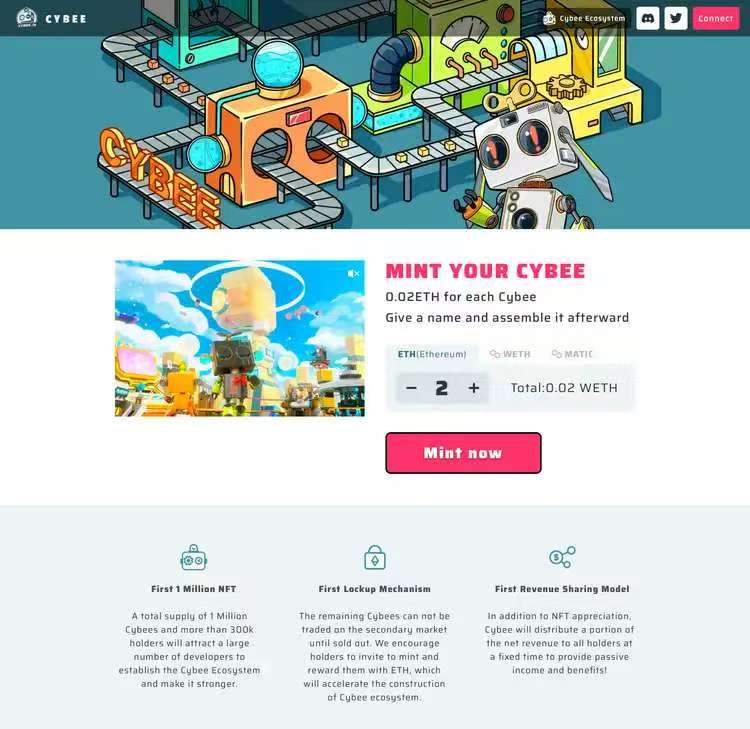 CYBEE
Cybee Ecosystem
Connect
CYBEE
MINT YOUR CYBEE
0.02ETH for each Cybee
Give a name and assemble it afterward
ETH(Ethereum) WETH MATIC
− 2 + Total:0.02 WETH
Mint now
First 1 Million NFT
A total supply of 1 Million
Cybees and more than 300k
holders will attract a large
number of developers to
establish the Cybee Ecosystem
and make it stronger.
First Lockup Mechanism
The remaining Cybees can not be
traded on the secondary market
until sold out. We encourage
holders to invite to mint and
reward them with ETH, which
will accelerate the construction
of Cybee ecosystem.
First Revenue Sharing Model
In addition to NFT appreciation,
Cybee will distribute a portion of
the net revenue to all holders at
a fixed time to provide passive
income and benefits!